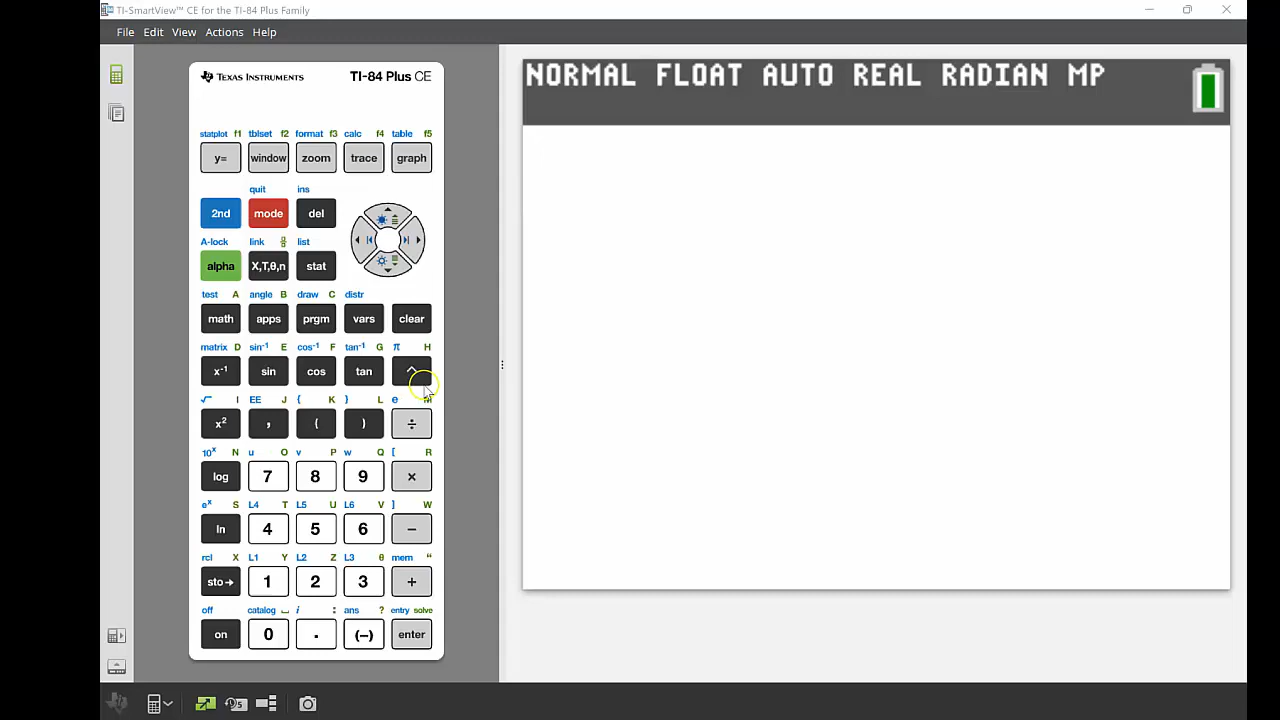 TI-SmartView™ CE for the TI-84 Plus Family
File Edit View Actions Help
TEXAS INSTRUMENTS TI-84 Plus CE
NORMAL FLOAT AUTO REAL RADIAN MP
statplot f1 tblset f2 format f3 calc f4 table f5
y= window zoom trace graph
quit ins
2nd mode del
A-lock link list
alpha X,T,θ,n stat
test A angle B draw C distr
math apps prgm vars clear
matrix D sin⁻¹ E cos⁻¹ F tan⁻¹ G π H
x⁻¹ sin cos tan ^
√‾ I EE J { K } L e M
x² , ( ) ÷
10ˣ N u O v P w Q [ R
log 7 8 9 ×
eˣ S L4 T L5 U L6 V ] W
ln 4 5 6 −
rcl X L1 Y L2 Z L3 θ mem “
sto→ 1 2 3 +
off catalog ⎵ i : ans ? entry solve
on 0 . (−) enter